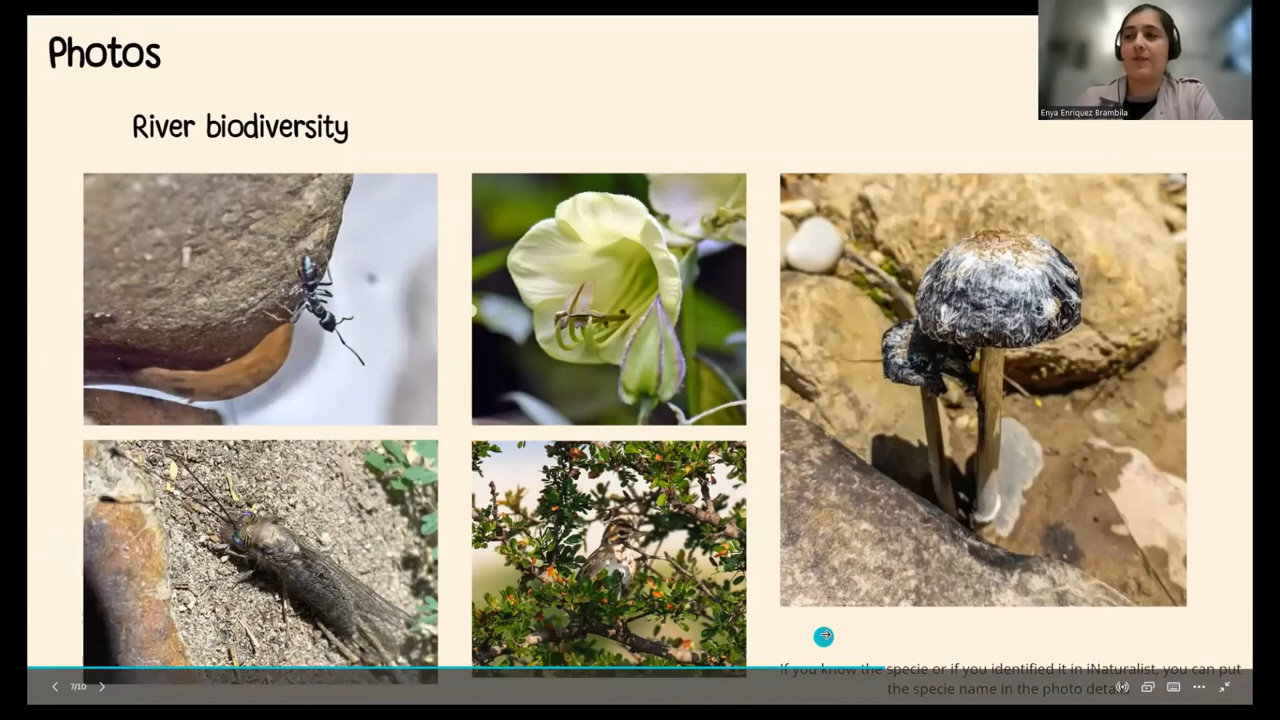 Photos
Enya Enriquez Brambila
River biodiversity
If you know the specie or if you identified it in iNaturalist, you can put
the specie name in the photo details
7/10